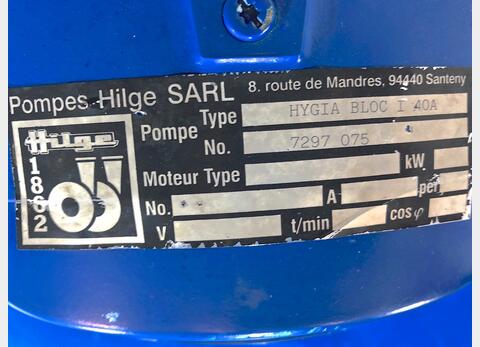 Pompes Hilge SARL 8. route de Mandres, 94440 Santeny
Hilge
1862
Pompe Type HYGIA BLOC I 40A
No. 7297 075
Moteur Type kW
No. A per
V t/min cos φ